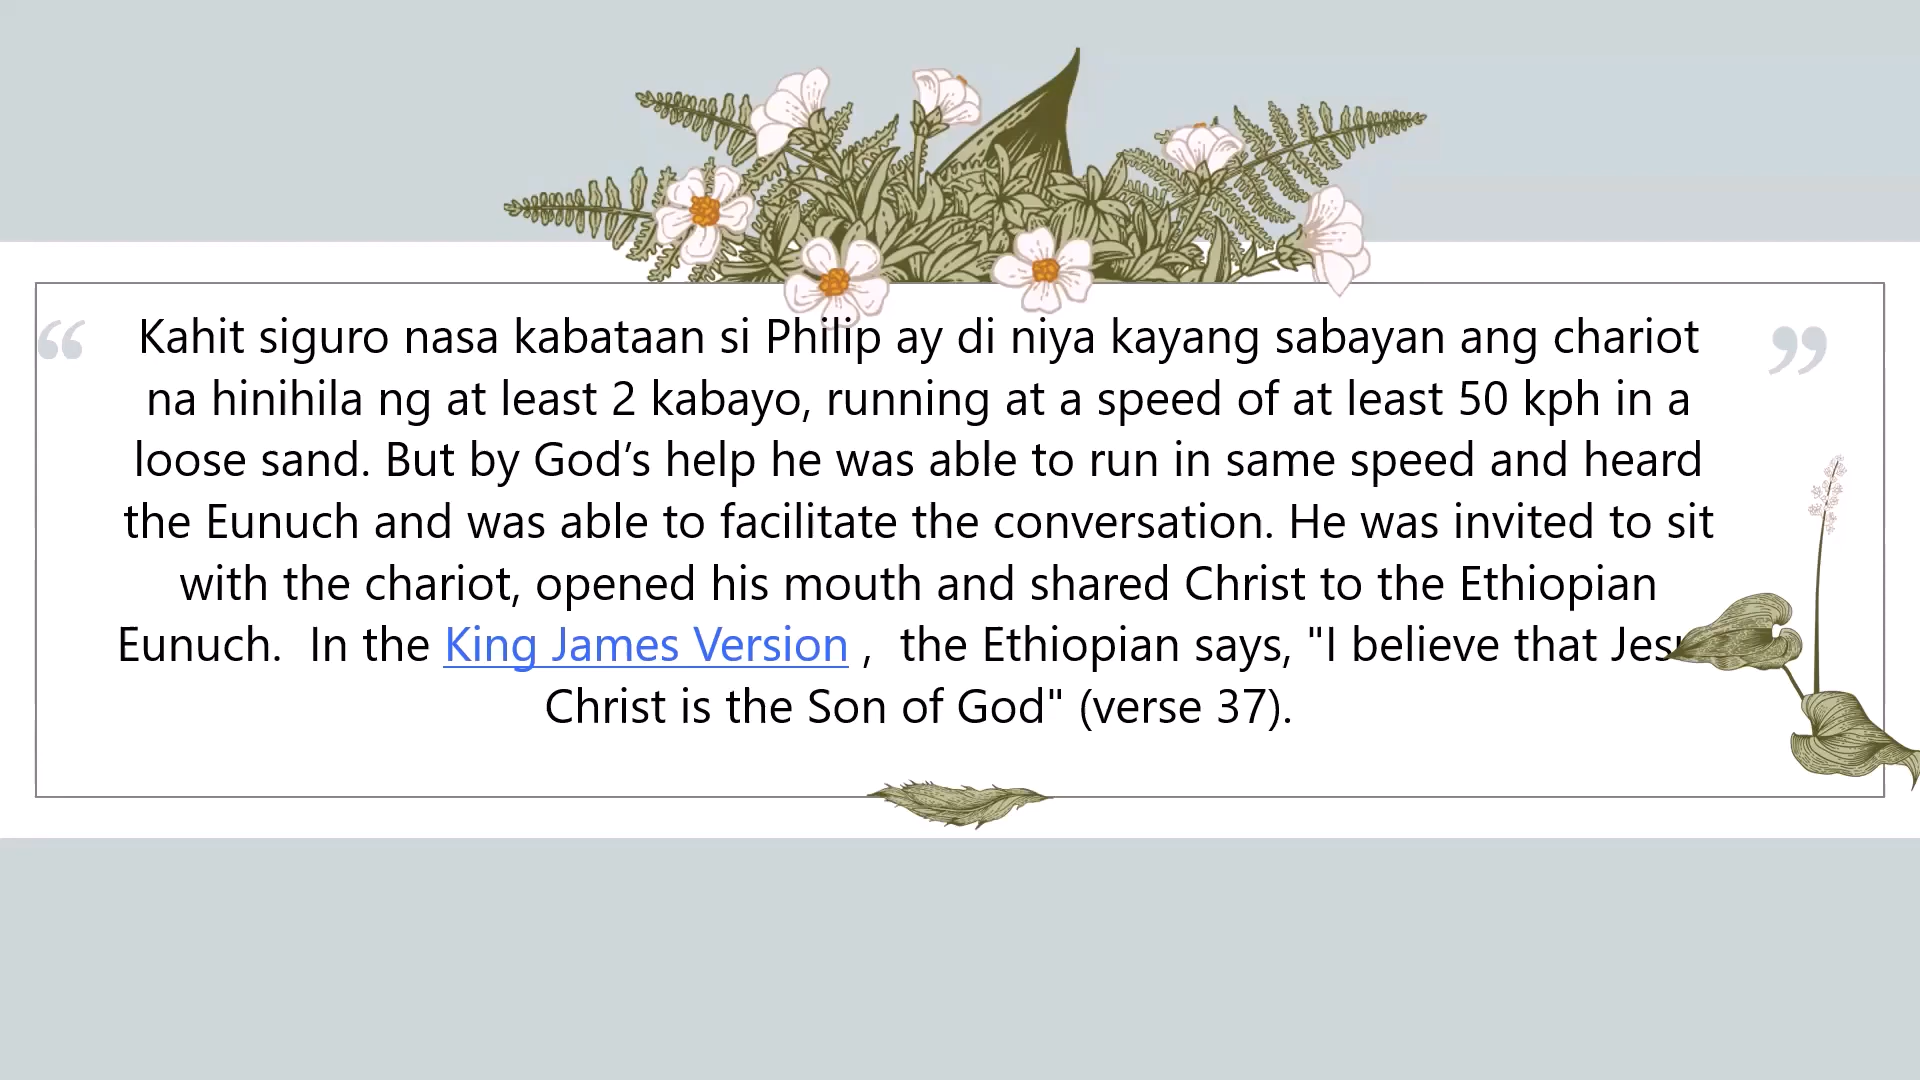 “ Kahit siguro nasa kabataan si Philip ay di niya kayang sabayan ang chariot ”
na hinihila ng at least 2 kabayo, running at a speed of at least 50 kph in a
loose sand. But by God’s help he was able to run in same speed and heard
the Eunuch and was able to facilitate the conversation. He was invited to sit
with the chariot, opened his mouth and shared Christ to the Ethiopian
Eunuch.  In the King James Version ,  the Ethiopian says, "I believe that
Christ is the Son of God" (verse 37).